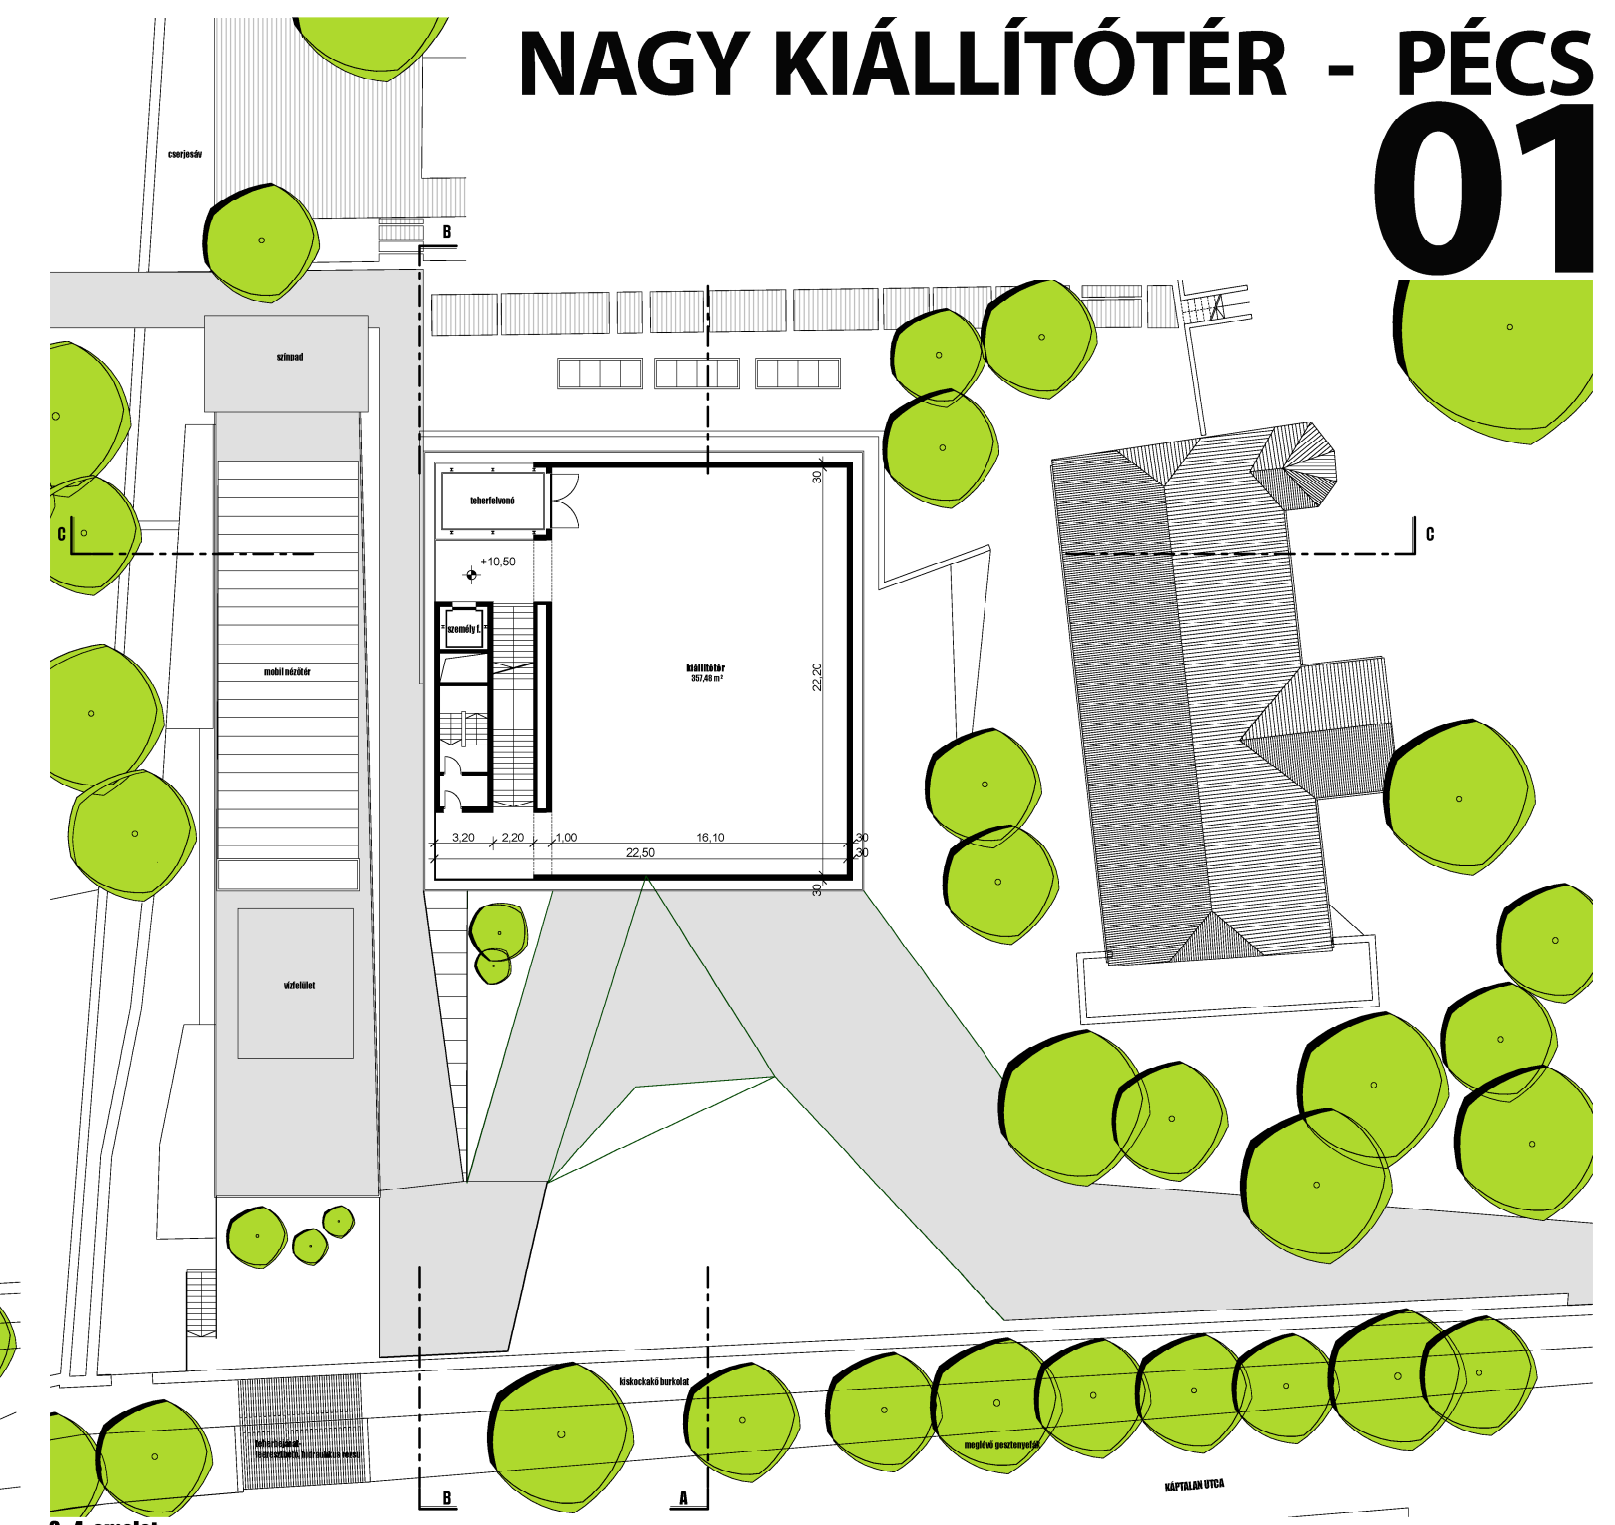 NAGY KIÁLLÍTÓTÉR - PÉCS
01
cserjesáv
B
színpad
teherfelvonó
30
C
C
+10,50
személy f.
mobil nézőtér
kiállítótér
357,48 m²
22,20
3,20
2,20
1,00
16,10
30
22,50
30
30
vízfelület
kiskockakő burkolat
meglévő gesztenyefák
teherbejárat
KÁPTALAN UTCA
B
A